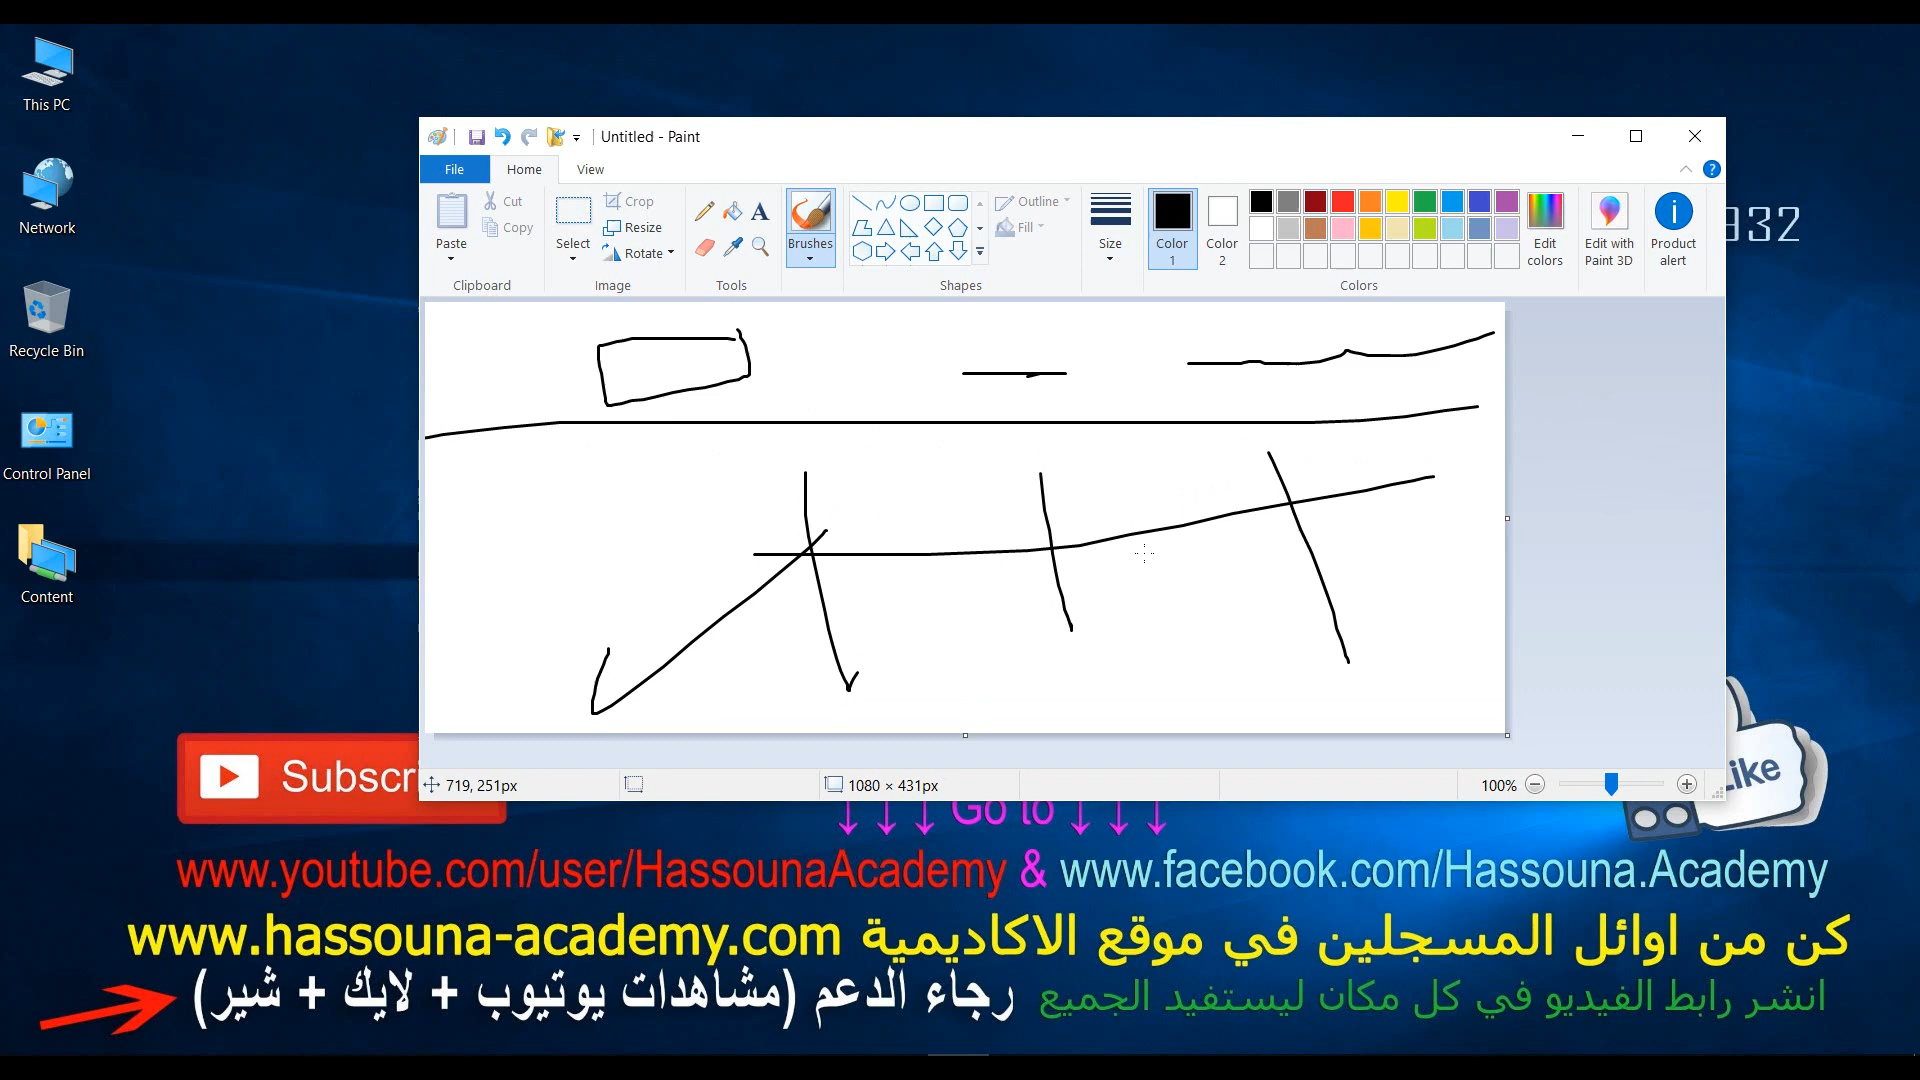 This PC
Network
Recycle Bin
Control Panel
Content
Untitled - Paint
File
Home
View
Paste
Cut
Copy
Clipboard
Select
Crop
Resize
Rotate
Image
A
Tools
Brushes
Shapes
Outline
Fill
Size
Color 1
Color 2
Edit colors
Colors
Edit with Paint 3D
Product alert
932
719, 251px
1080 × 431px
100%
Subscri
Like
↓ ↓ ↓ Go to ↓ ↓ ↓
www.youtube.com/user/HassounaAcademy & www.facebook.com/Hassouna.Academy
كن من اوائل المسجلين في موقع الاكاديمية www.hassouna-academy.com
انشر رابط الفيديو في كل مكان ليستفيد الجميع
رجاء الدعم (مشاهدات يوتيوب + لايك + شير)